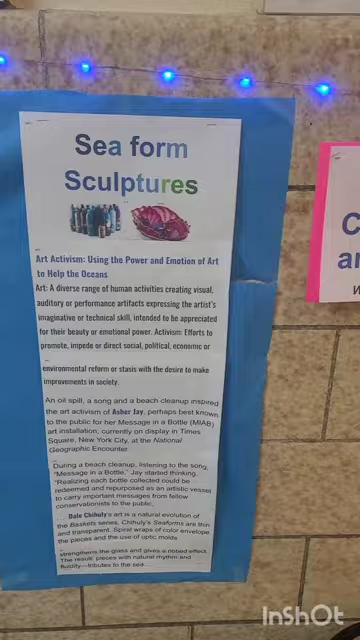 Sea form
Sculptures
Art Activism: Using the Power and Emotion of Art
to Help the Oceans
Art: A diverse range of human activities creating visual,
auditory or performance artifacts expressing the artist's
imaginative or technical skill, intended to be appreciated
for their beauty or emotional power. Activism: Efforts to
promote, impede or direct social, political, economic or
environmental reform or stasis with the desire to make
improvements in society.
An oil spill, a song and a beach cleanup inspired
the art activism of Asher Jay, perhaps best known
to the public for her Message in a Bottle (MIAB)
art installation, currently on display in Times
Square, New York City, at the National
Geographic Encounter.
During a beach cleanup, listening to the song,
"Message in a Bottle," Jay started thinking.
"Realizing each bottle collected could be
redeemed and repurposed as an artistic vessel
to carry important messages from fellow
conservationists to the public,
Dale Chihuly's art is a natural evolution of
the Baskets series, Chihuly's Seaforms are thin
and transparent. Spiral wraps of color envelope
the pieces and the use of optic molds
strengthens the glass and gives a ribbed effect.
The result: pieces with natural rhythm and
fluidity—tributes to the sea
C
an
W
InShOt